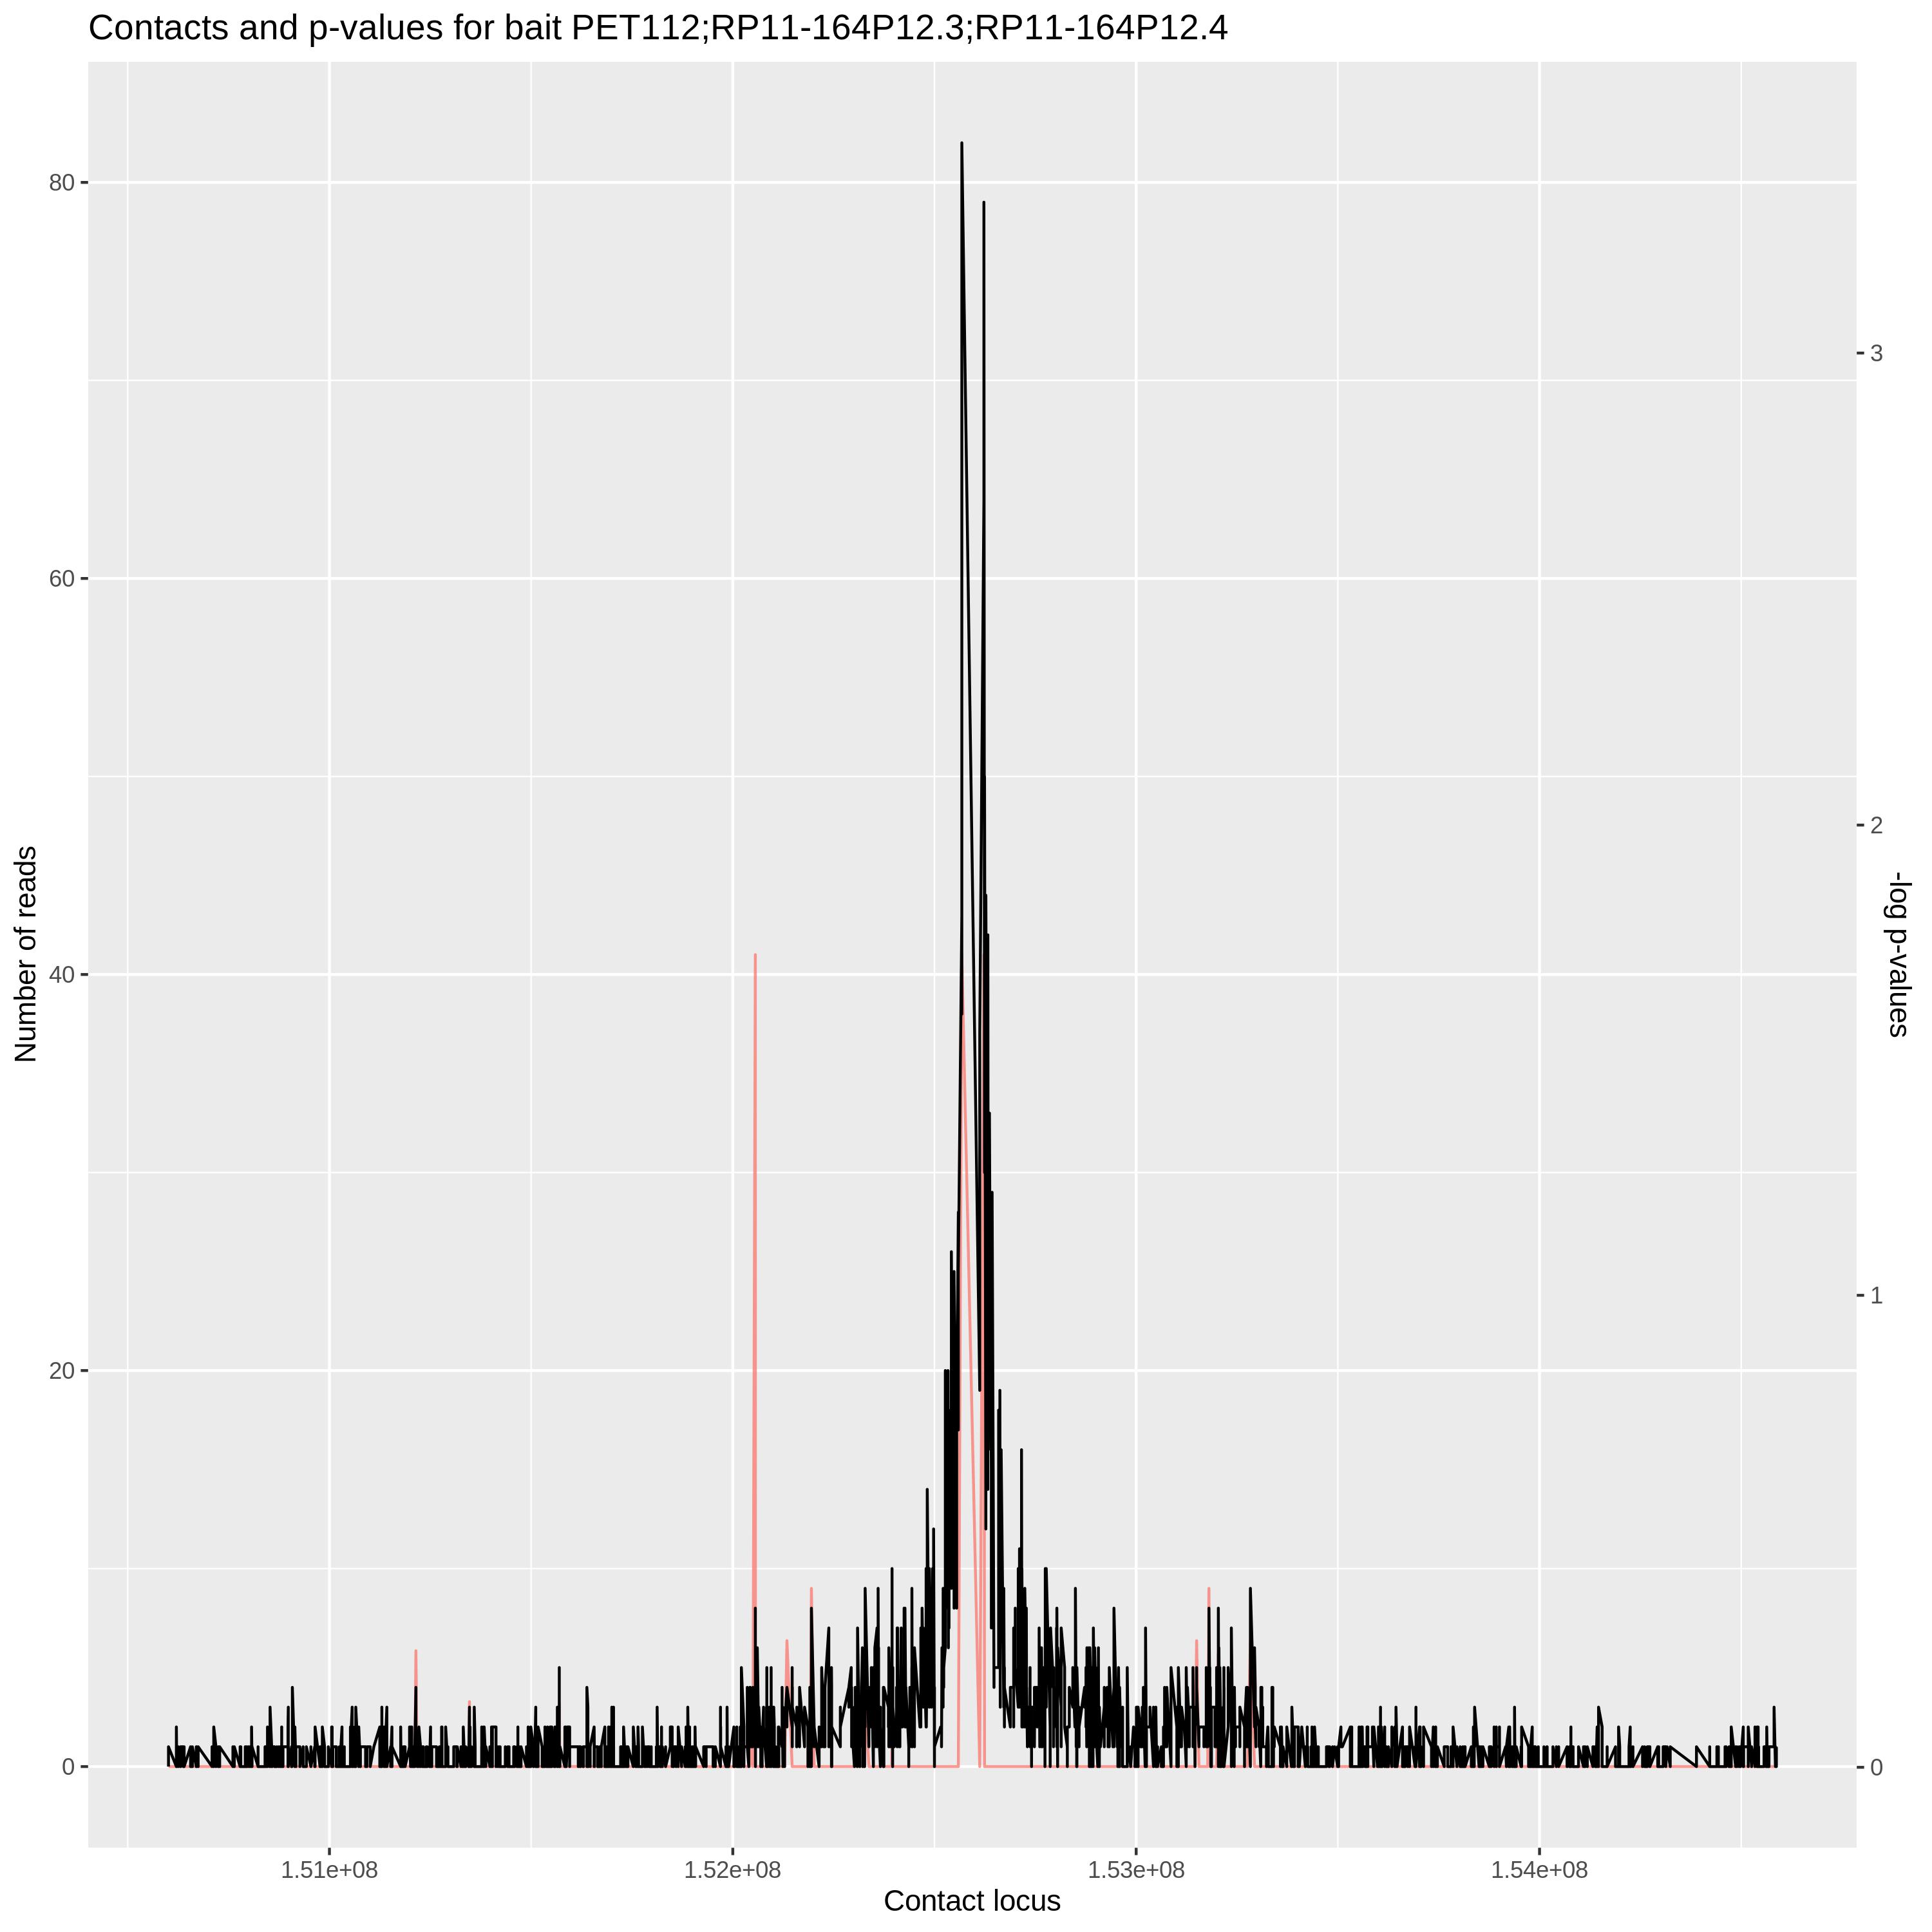 Contacts and p-values for bait PET112;RP11-164P12.3;RP11-164P12.4
80
60
40
20
0
Number of reads
3
2
1
0
-log p-values
1.51e+08
1.52e+08
1.53e+08
1.54e+08
Contact locus